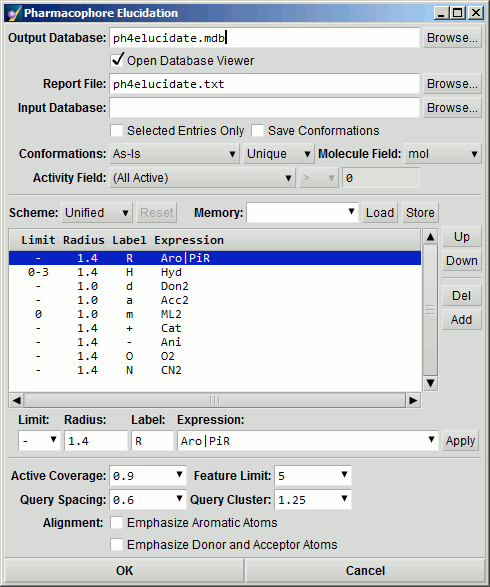 Pharmacophore Elucidation
Output Database: ph4elucidate.mdb Browse...
Open Database Viewer
Report File: ph4elucidate.txt Browse...
Input Database: Browse...
Selected Entries Only Save Conformations
Conformations: As-Is Unique Molecule Field: mol
Activity Field: (All Active) > 0
Scheme: Unified Reset Memory: Load Store
Limit Radius Label Expression Up
- 1.4 R Aro|PiR Down
0-3 1.4 H Hyd
- 1.0 d Don2
- 1.0 a Acc2 Del
0 1.0 m ML2 Add
- 1.4 + Cat
- 1.4 - Ani
- 1.4 O O2
- 1.4 N CN2
Limit: Radius: Label: Expression:
- 1.4 R Aro|PiR Apply
Active Coverage: 0.9 Feature Limit: 5
Query Spacing: 0.6 Query Cluster: 1.25
Alignment: Emphasize Aromatic Atoms
Emphasize Donor and Acceptor Atoms
OK Cancel